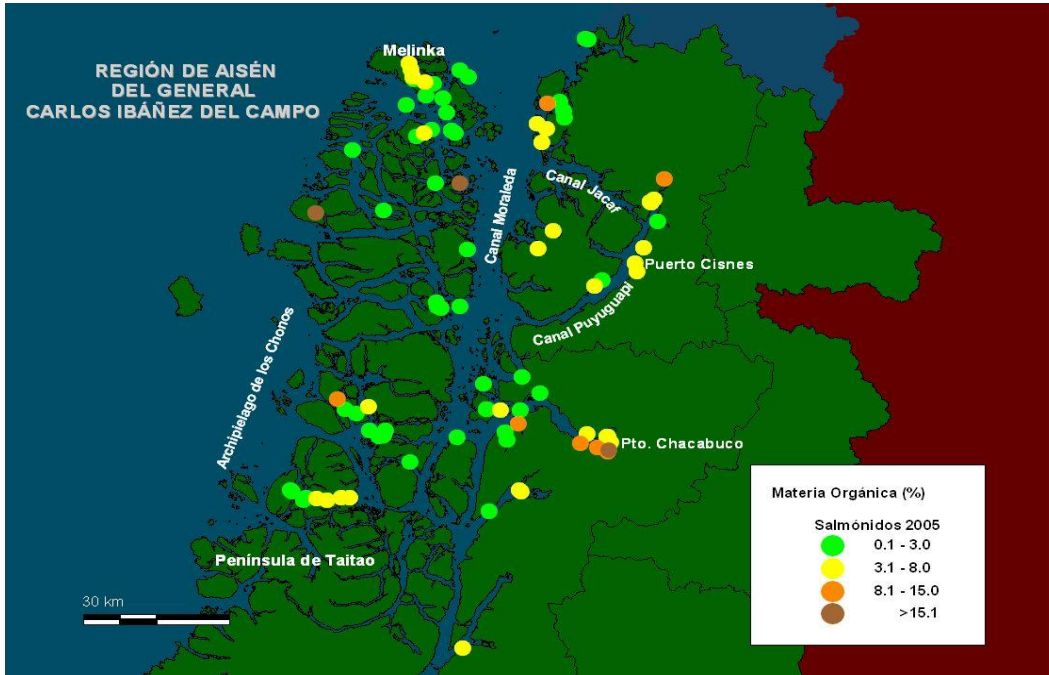 REGIÓN DE AISÉN
DEL GENERAL
CARLOS IBÁÑEZ DEL CAMPO
Melinka
Canal Moraleda
Canal Jacaf
Puerto Cisnes
Canal Puyuguapi
Archipielago de los Chonos
Pto. Chacabuco
Península de Taitao
30 km
Materia Orgánica (%)
Salmónidos 2005
0.1 - 3.0
3.1 - 8.0
8.1 - 15.0
>15.1